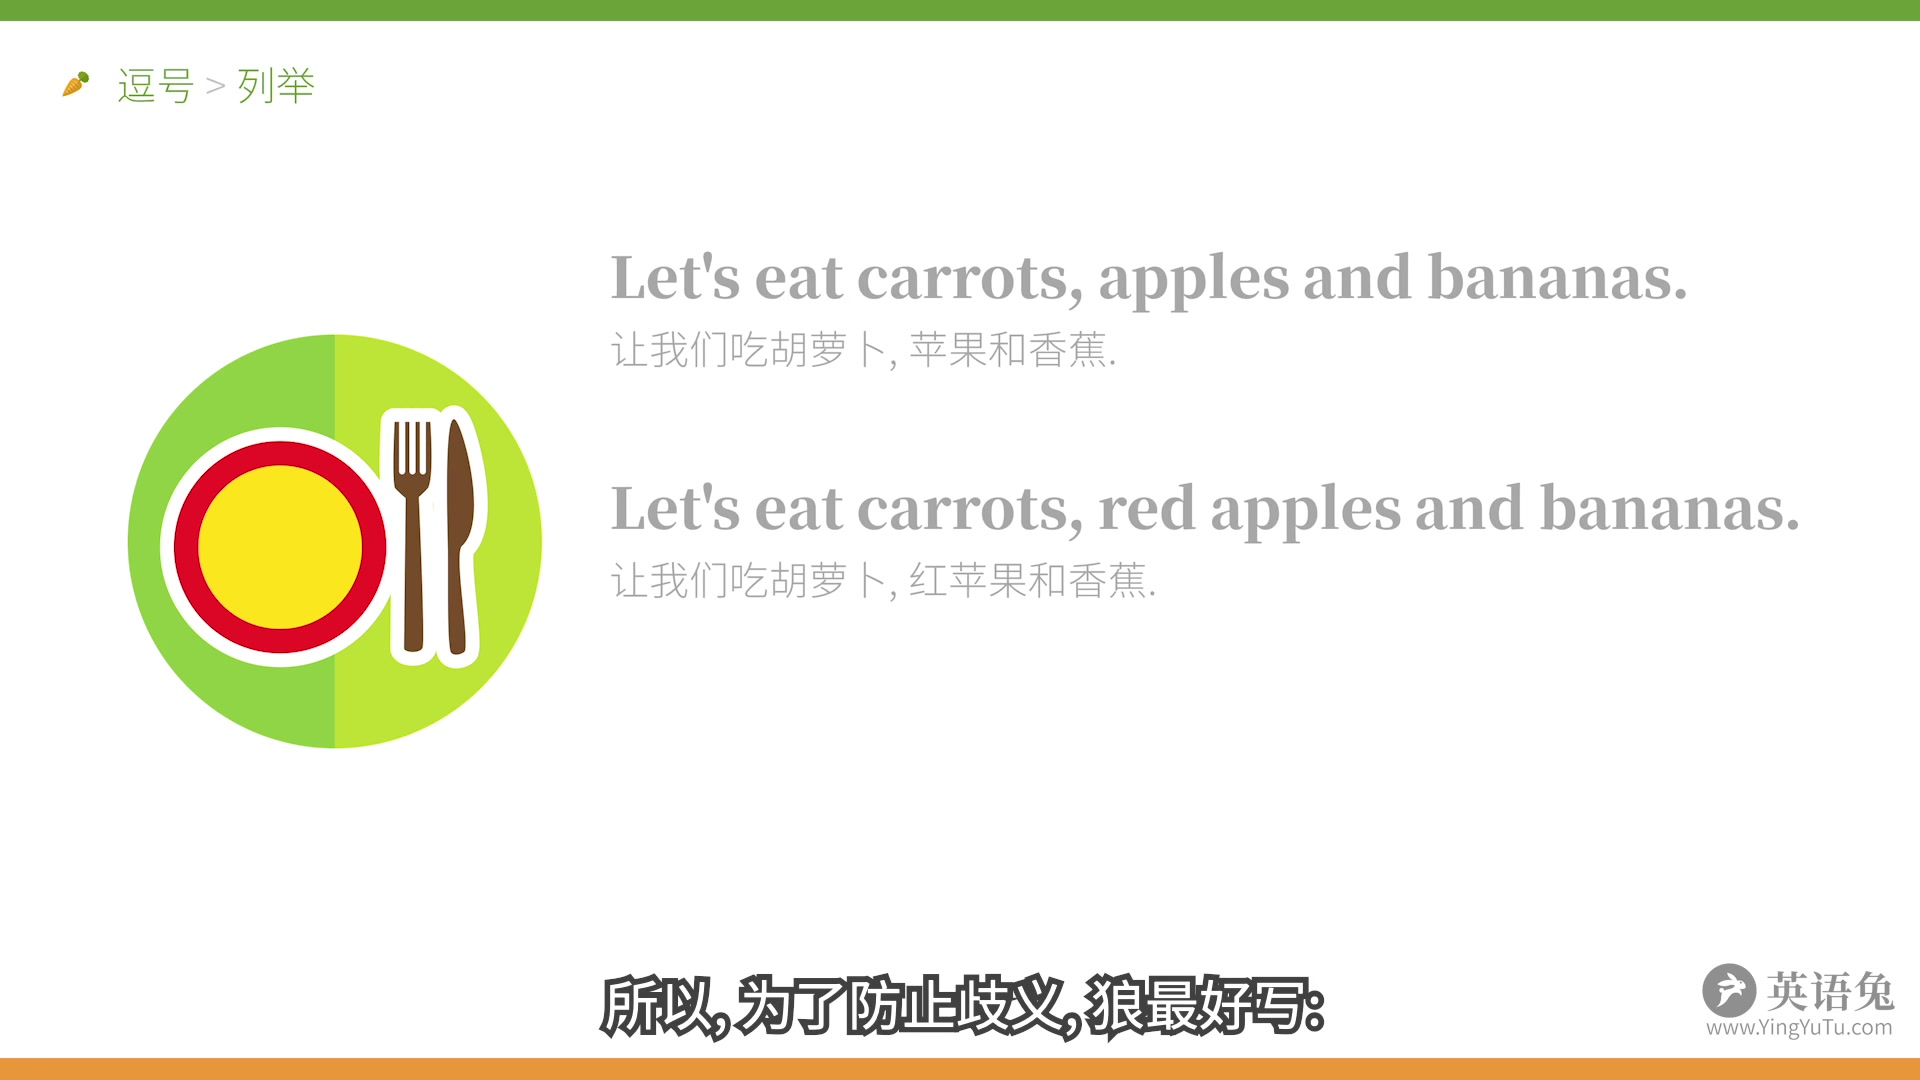 逗号 > 列举
Let's eat carrots, apples and bananas.
让我们吃胡萝卜, 苹果和香蕉.
Let's eat carrots, red apples and bananas.
让我们吃胡萝卜, 红苹果和香蕉.
所以, 为了防止歧义, 狼最好写:
英语兔
www.YingYuTu.com